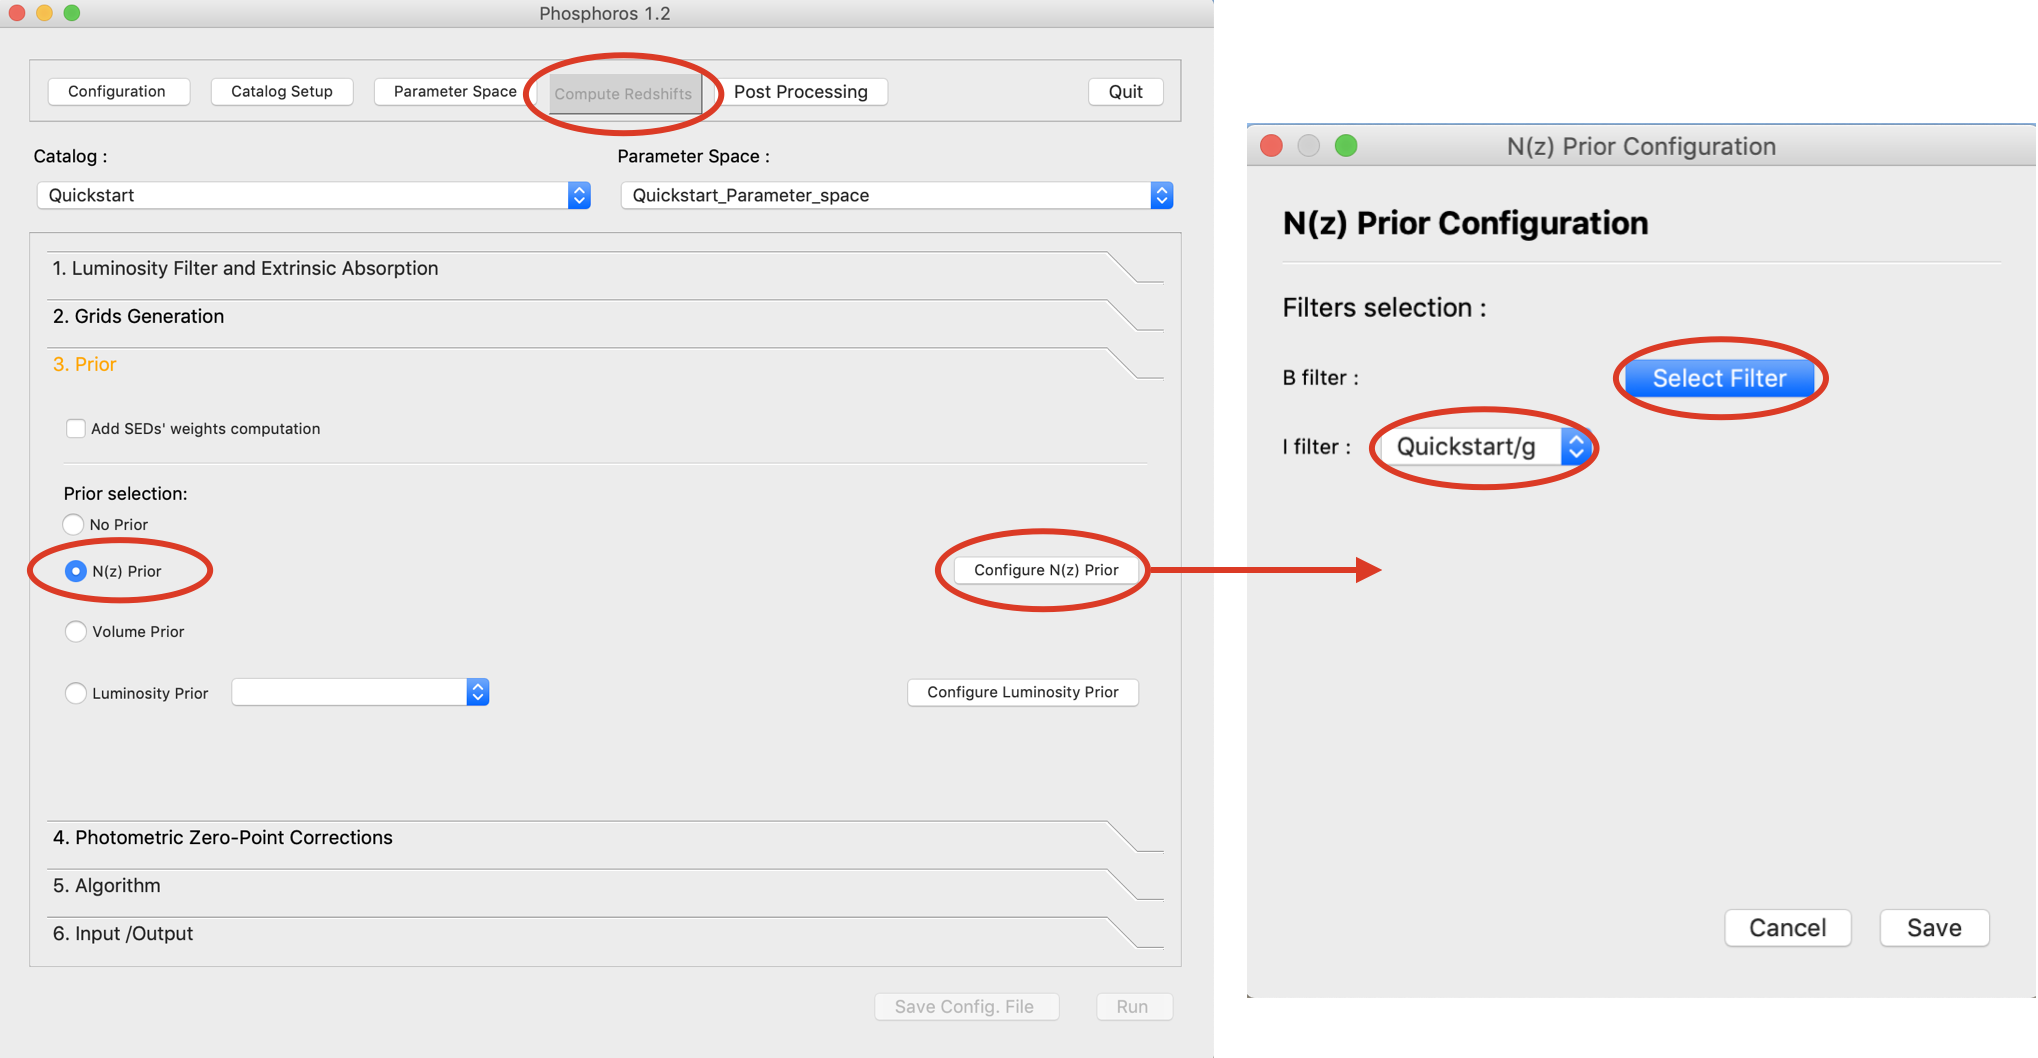 Phosphoros 1.2
Configuration
Catalog Setup
Parameter Space
Compute Redshifts
Post Processing
Quit
Catalog :
Parameter Space :
Quickstart
Quickstart_Parameter_space
1. Luminosity Filter and Extrinsic Absorption
2. Grids Generation
3. Prior
Add SEDs' weights computation
Prior selection:
No Prior
N(z) Prior
Configure N(z) Prior
Volume Prior
Luminosity Prior
Configure Luminosity Prior
4. Photometric Zero-Point Corrections
5. Algorithm
6. Input /Output
Save Config. File
Run
N(z) Prior Configuration
N(z) Prior Configuration
Filters selection :
B filter :
Select Filter
I filter :
Quickstart/g
Cancel
Save